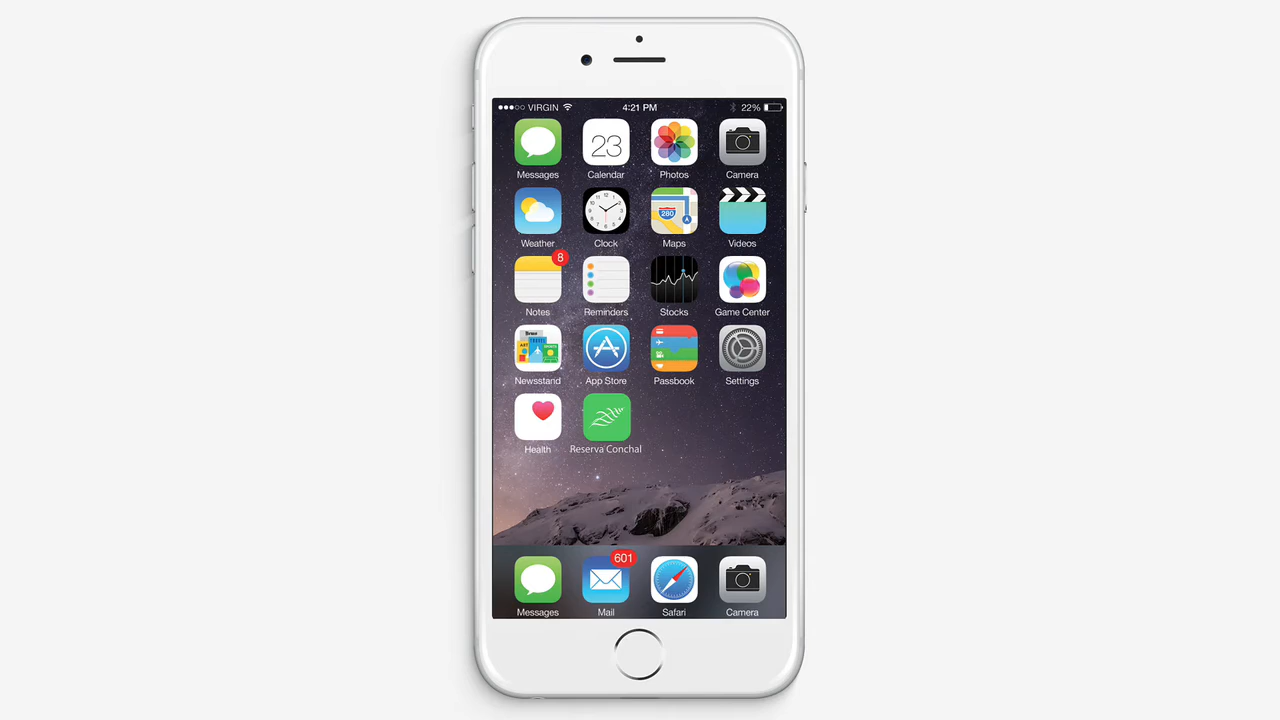 VIRGIN 4:21 PM 22%
23
Messages Calendar Photos Camera
280
Weather Clock Maps Videos
8
Notes Reminders Stocks Game Center
Newsstand App Store Passbook Settings
Health Reserva Conchal
601
Messages Mail Safari Camera